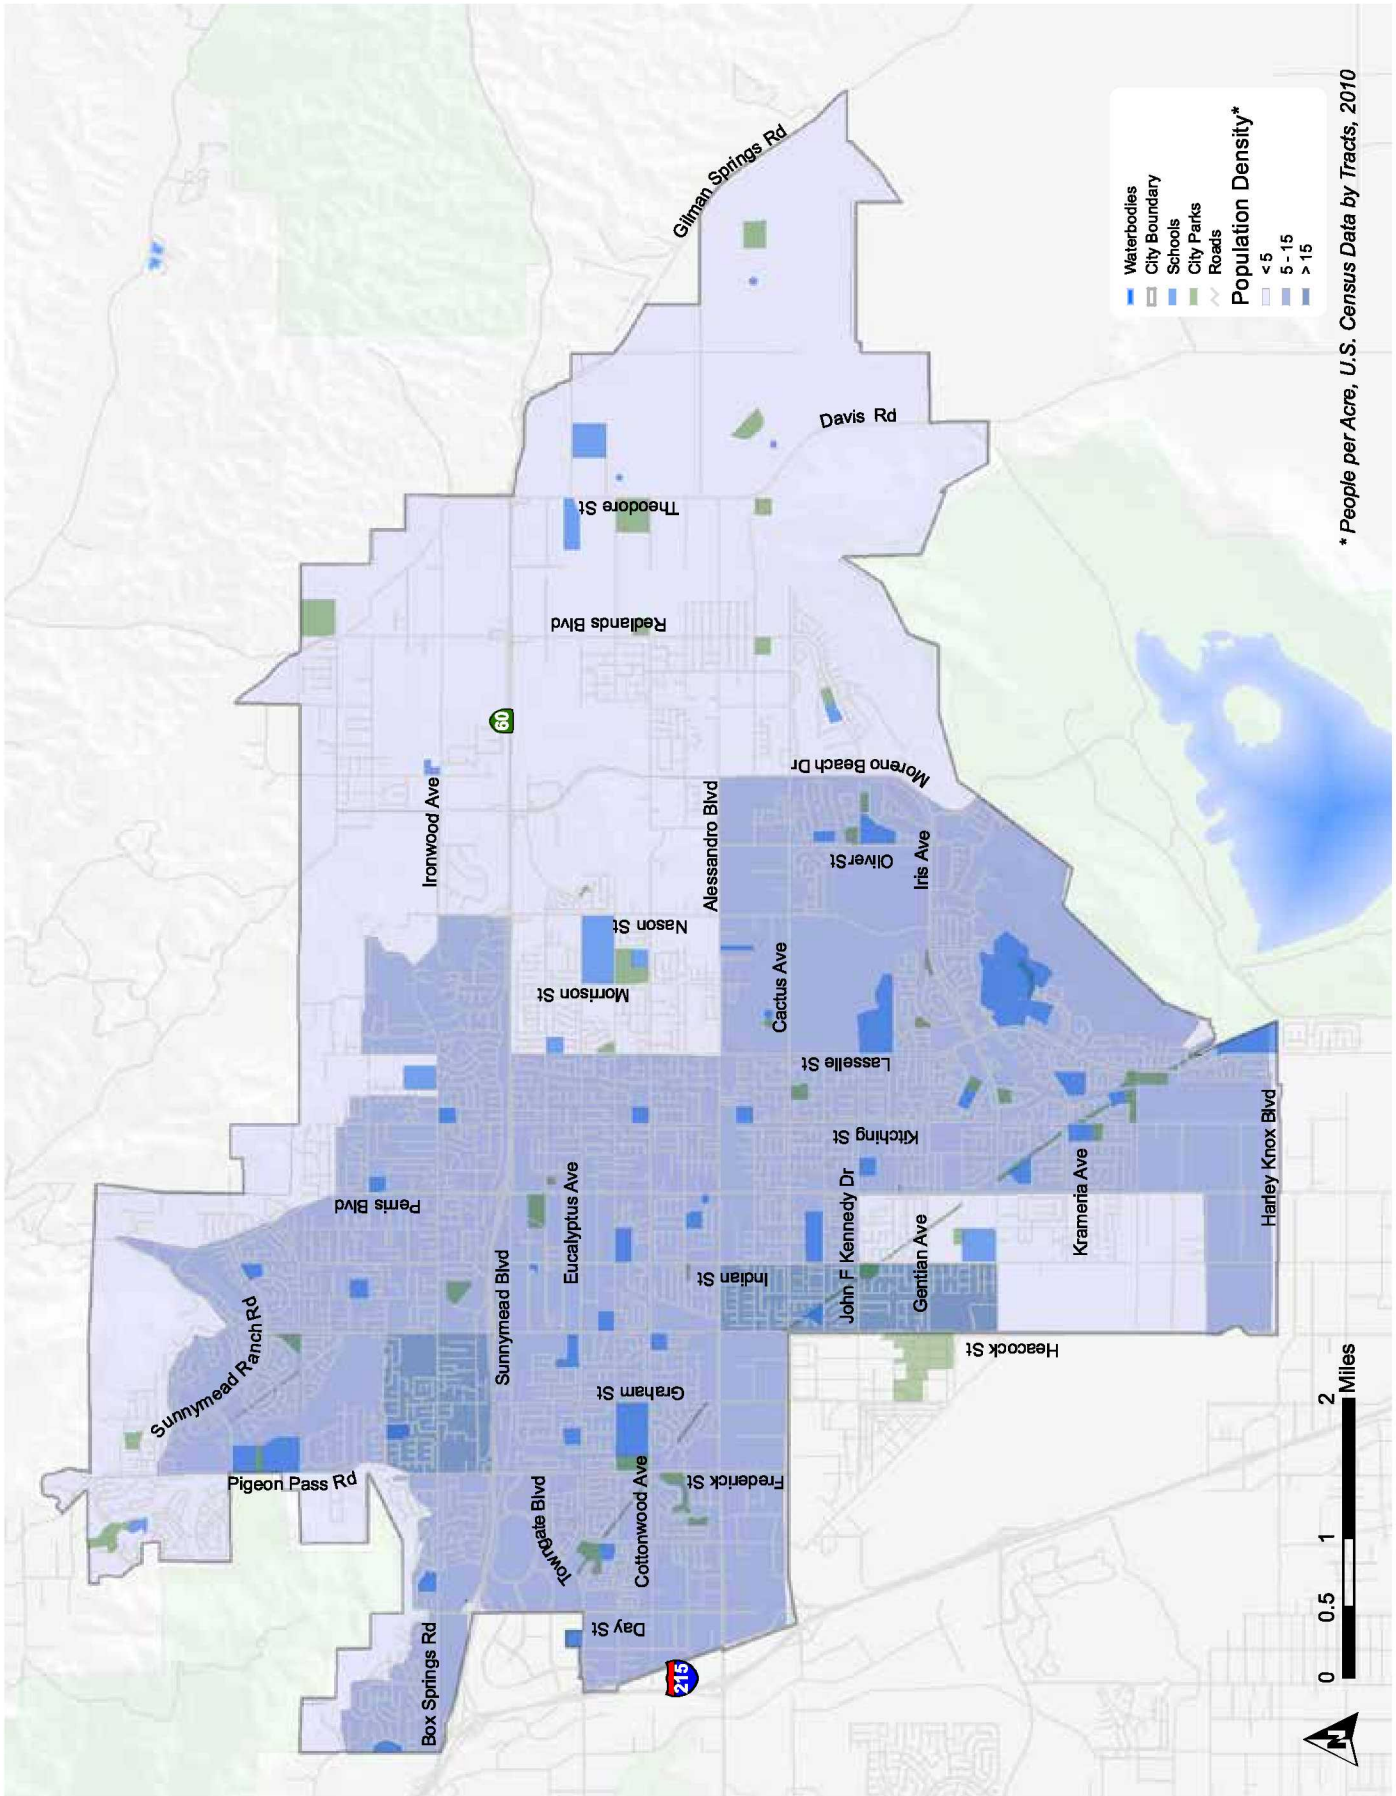 Gilman Springs Rd
Davis Rd
Theodore St
Redlands Blvd
60
Moreno Beach Dr
Ironwood Ave
Alessandro Blvd
Oliver St
Iris Ave
Nason St
Morrison St
Cactus Ave
Lasselle St
Kitching St
Perris Blvd
Eucalyptus Ave
John F Kennedy Dr
Gentian Ave
Krameria Ave
Harley Knox Blvd
Sunnymead Blvd
Indian St
Heacock St
Sunnymead Ranch Rd
Graham St
Pigeon Pass Rd
Towngate Blvd
Cottonwood Ave
Frederick St
Day St
Box Springs Rd
215
Waterbodies
City Boundary
Schools
City Parks
Roads
Population Density*
< 5
5 - 15
> 15
* People per Acre, U.S. Census Data by Tracts, 2010
N
0 0.5 1 2
Miles